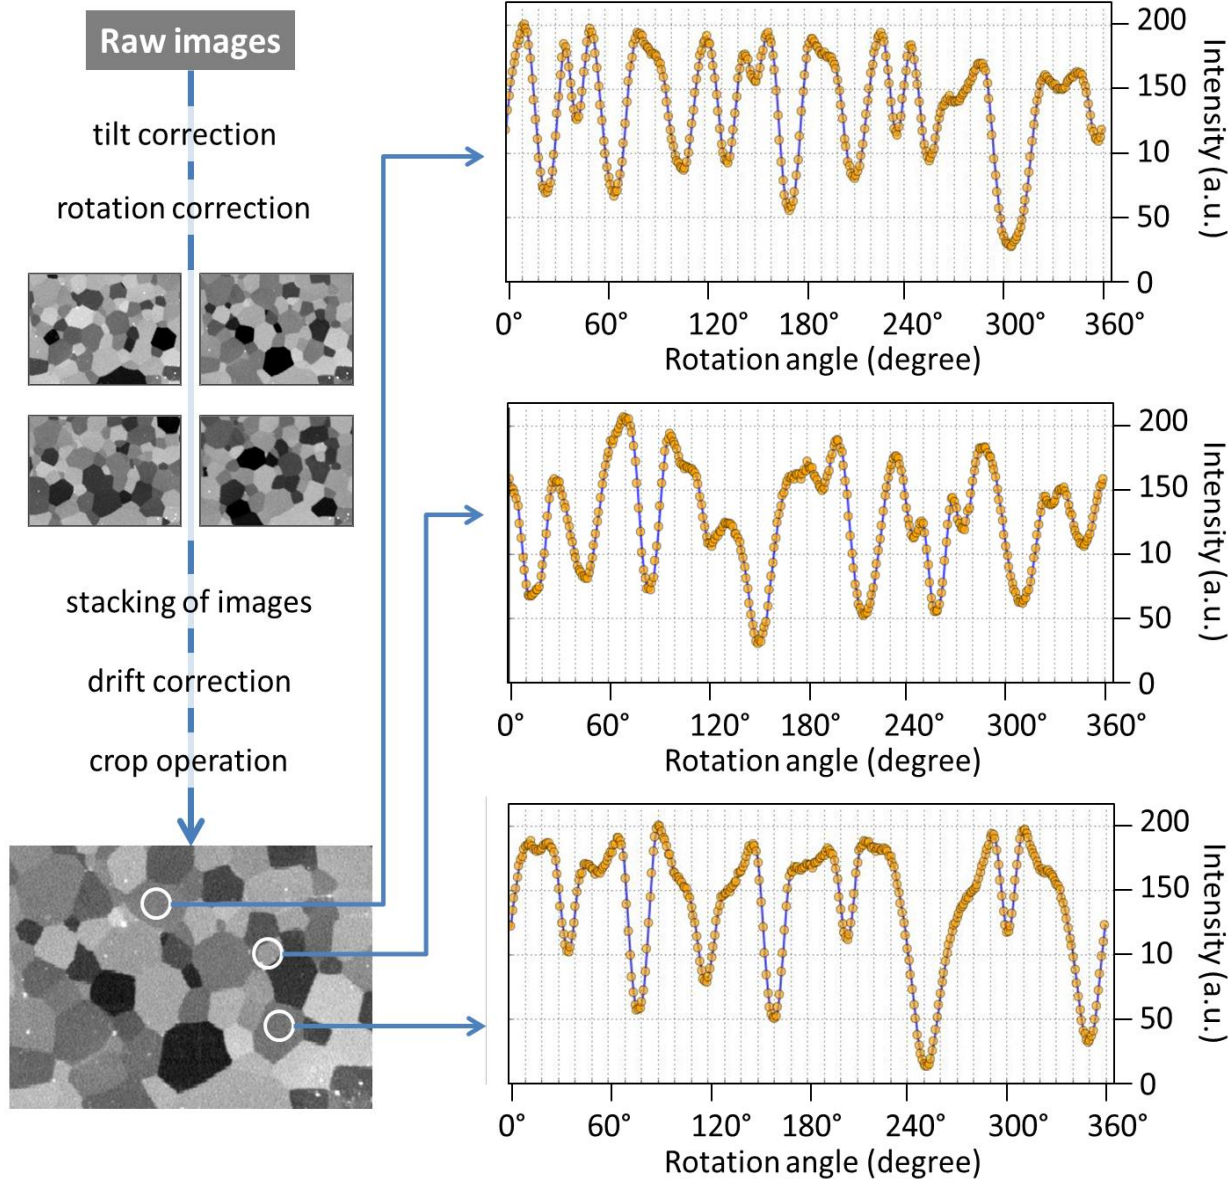 Raw images
tilt correction
rotation correction
stacking of images
drift correction
crop operation
200
150
10
50
0
Intensity (a.u.)
0° 60° 120° 180° 240° 300° 360°
Rotation angle (degree)
200
150
10
50
0
Intensity (a.u.)
0° 60° 120° 180° 240° 300° 360°
Rotation angle (degree)
200
150
10
50
0
Intensity (a.u.)
0° 60° 120° 180° 240° 300° 360°
Rotation angle (degree)